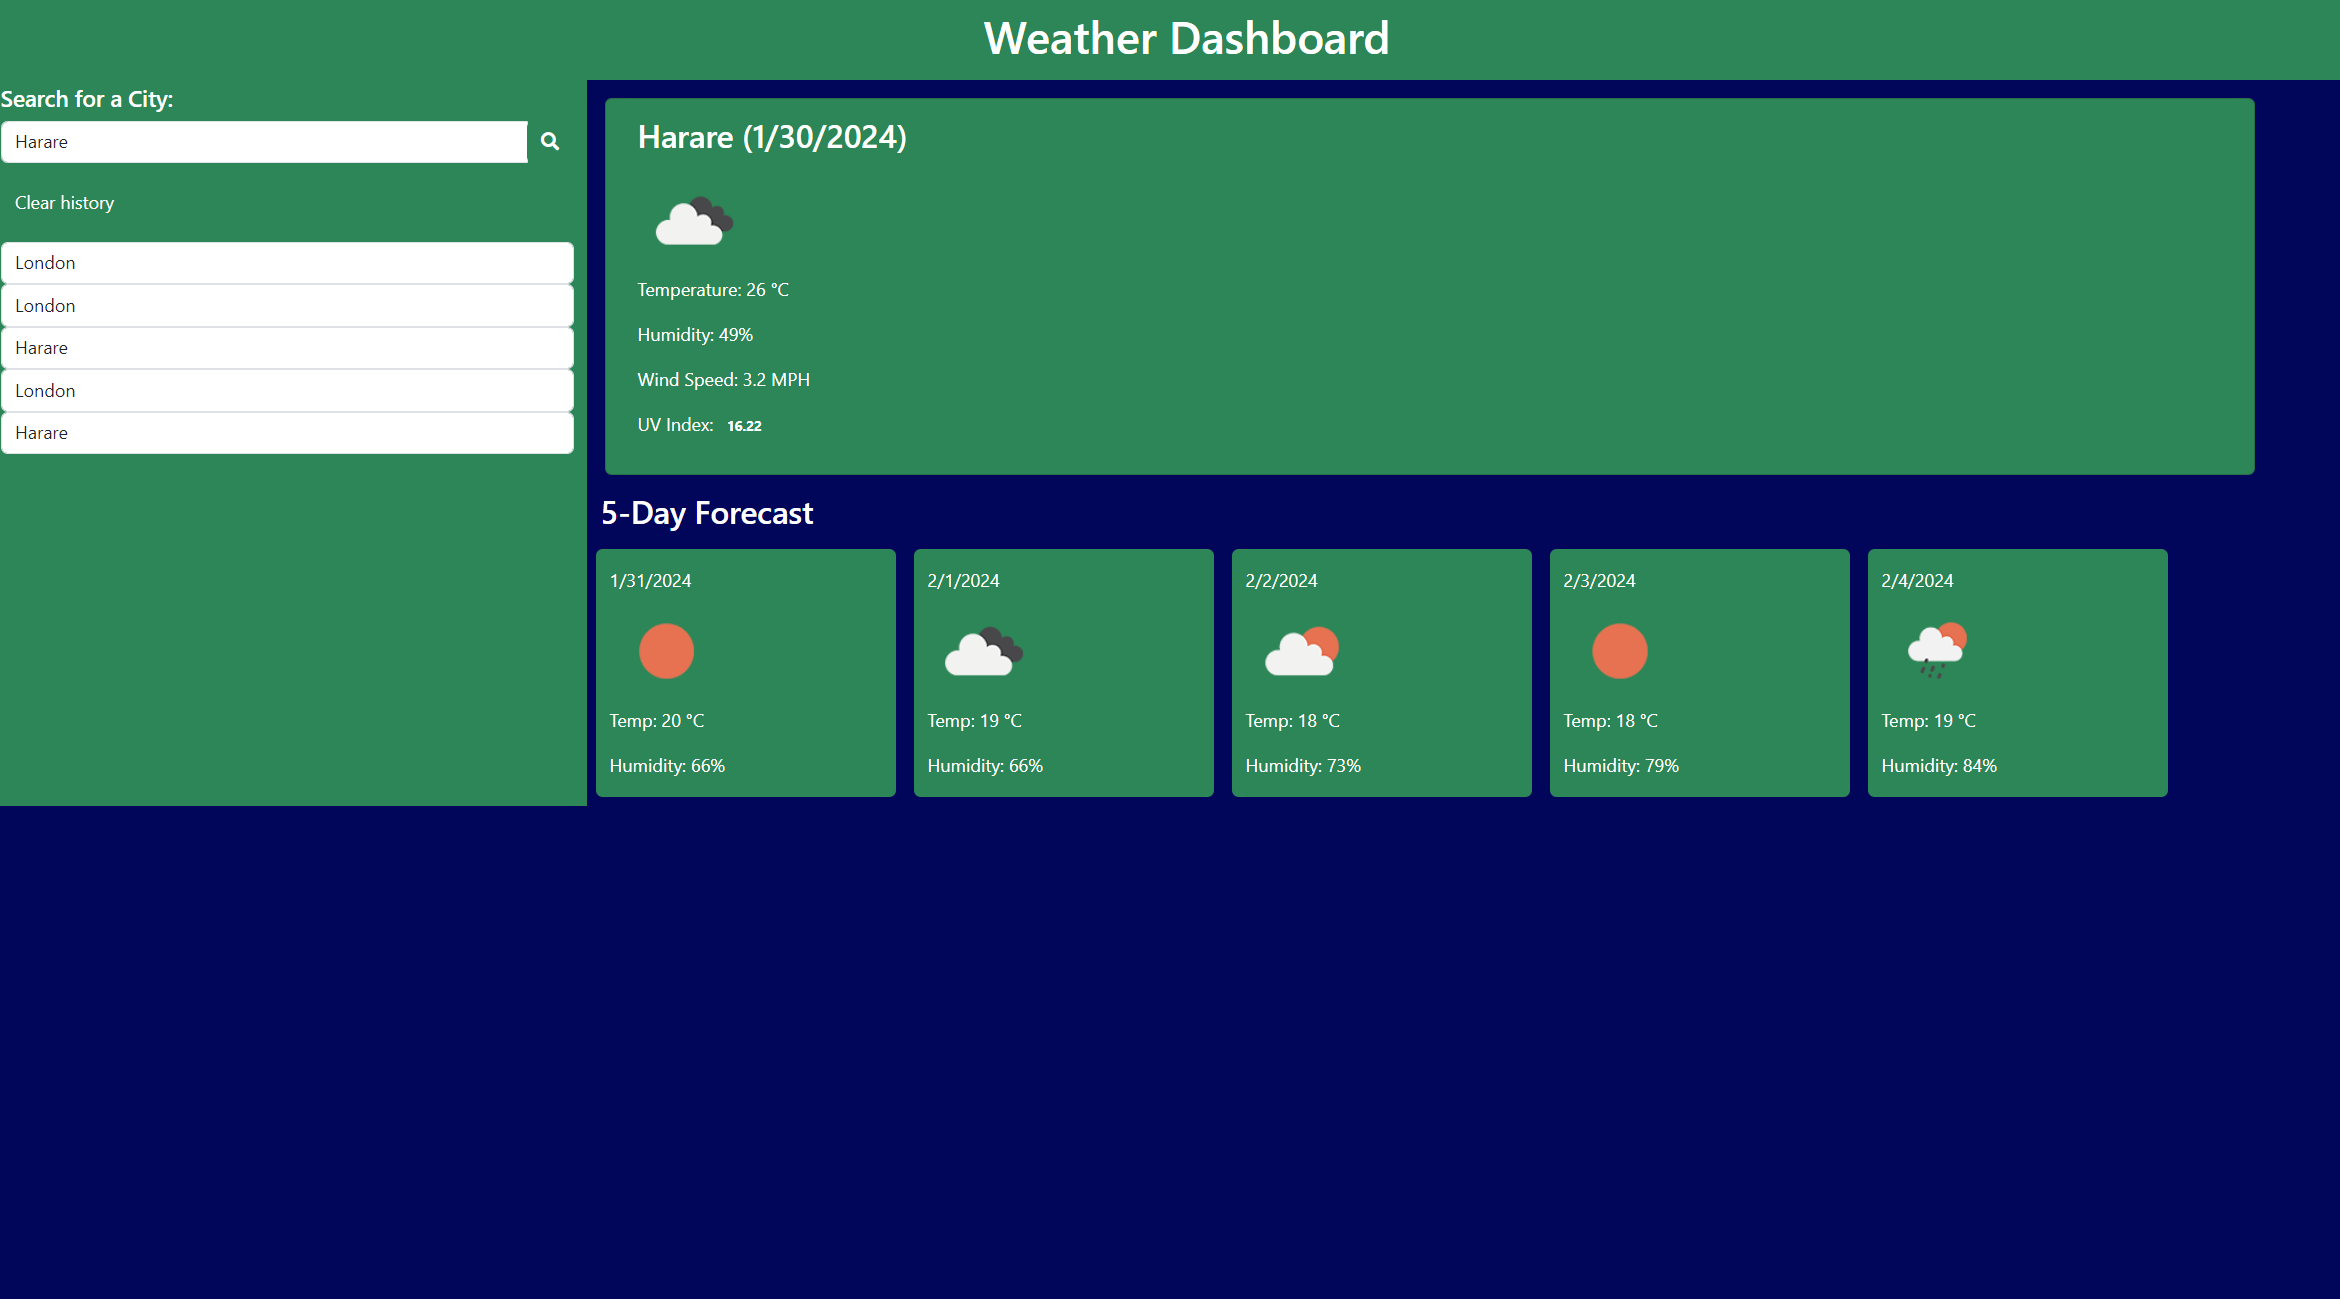 Weather Dashboard
Search for a City:
Harare
Clear history
London
London
Harare
London
Harare
Harare (1/30/2024)
Temperature: 26 °C
Humidity: 49%
Wind Speed: 3.2 MPH
UV Index: 16.22
5-Day Forecast
1/31/2024
Temp: 20 °C
Humidity: 66%
2/1/2024
Temp: 19 °C
Humidity: 66%
2/2/2024
Temp: 18 °C
Humidity: 73%
2/3/2024
Temp: 18 °C
Humidity: 79%
2/4/2024
Temp: 19 °C
Humidity: 84%